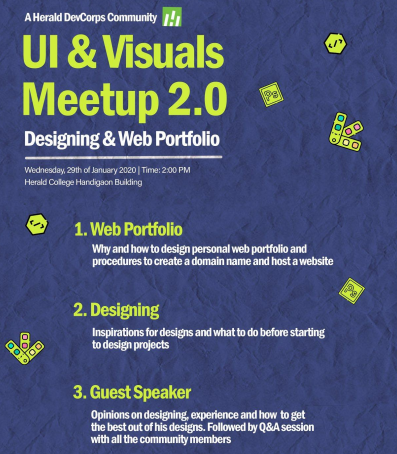 A Herald DevCorps Community
UI & Visuals
Meetup 2.0
Designing & Web Portfolio
Wednesday, 29th of January 2020 | Time: 2:00 PM
Herald College Handigaon Building
Ps
1. Web Portfolio
Why and how to design personal web portfolio and
procedures to create a domain name and host a website
Ps
2. Designing
Inspirations for designs and what to do before starting
to design projects
3. Guest Speaker
Opinions on designing, experience and how to get
the best out of his designs. Followed by Q&A session
with all the community members